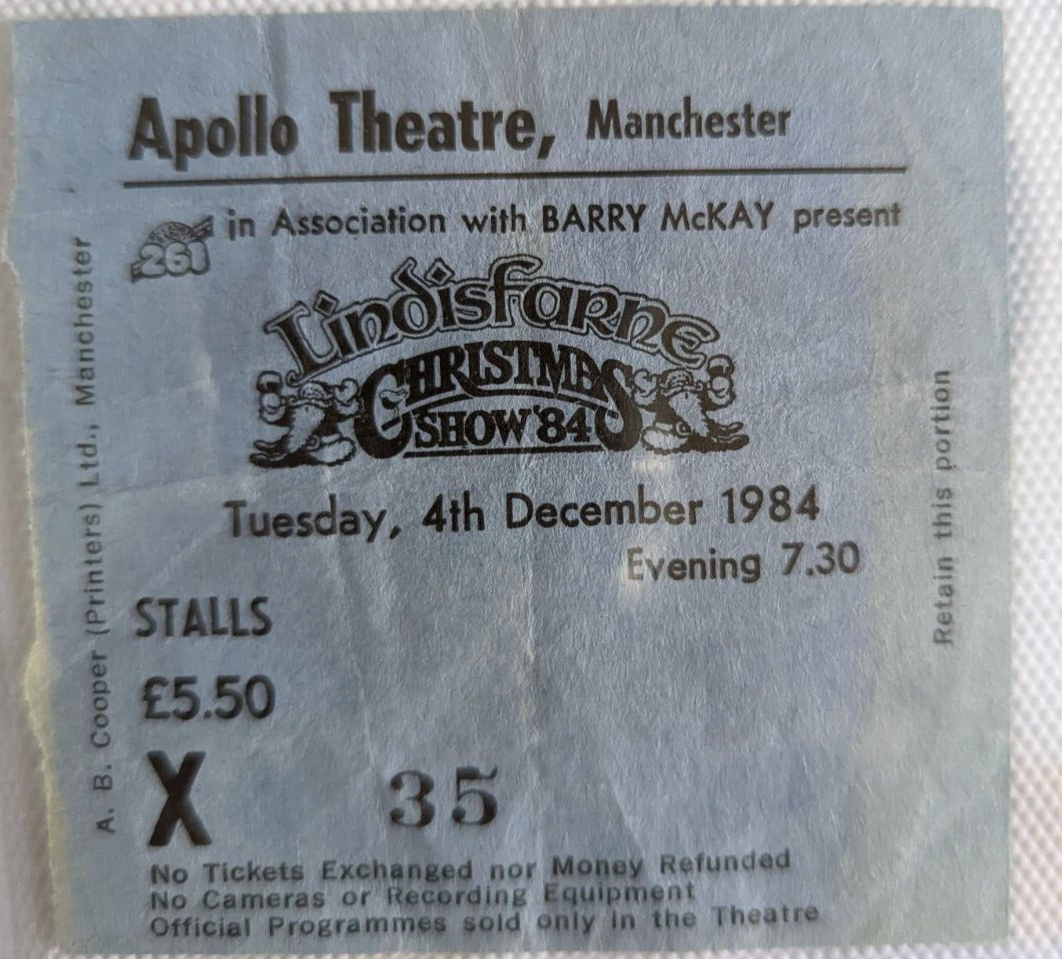 Apollo Theatre, Manchester
261 in Association with BARRY McKAY present
Lindisfarne
CHRISTMAS
SHOW '84
Tuesday, 4th December 1984
Evening 7.30
STALLS
£5.50
X 35
No Tickets Exchanged nor Money Refunded
No Cameras or Recording Equipment
Official Programmes sold only in the Theatre
A. B. Cooper (Printers) Ltd., Manchester
Retain this portion